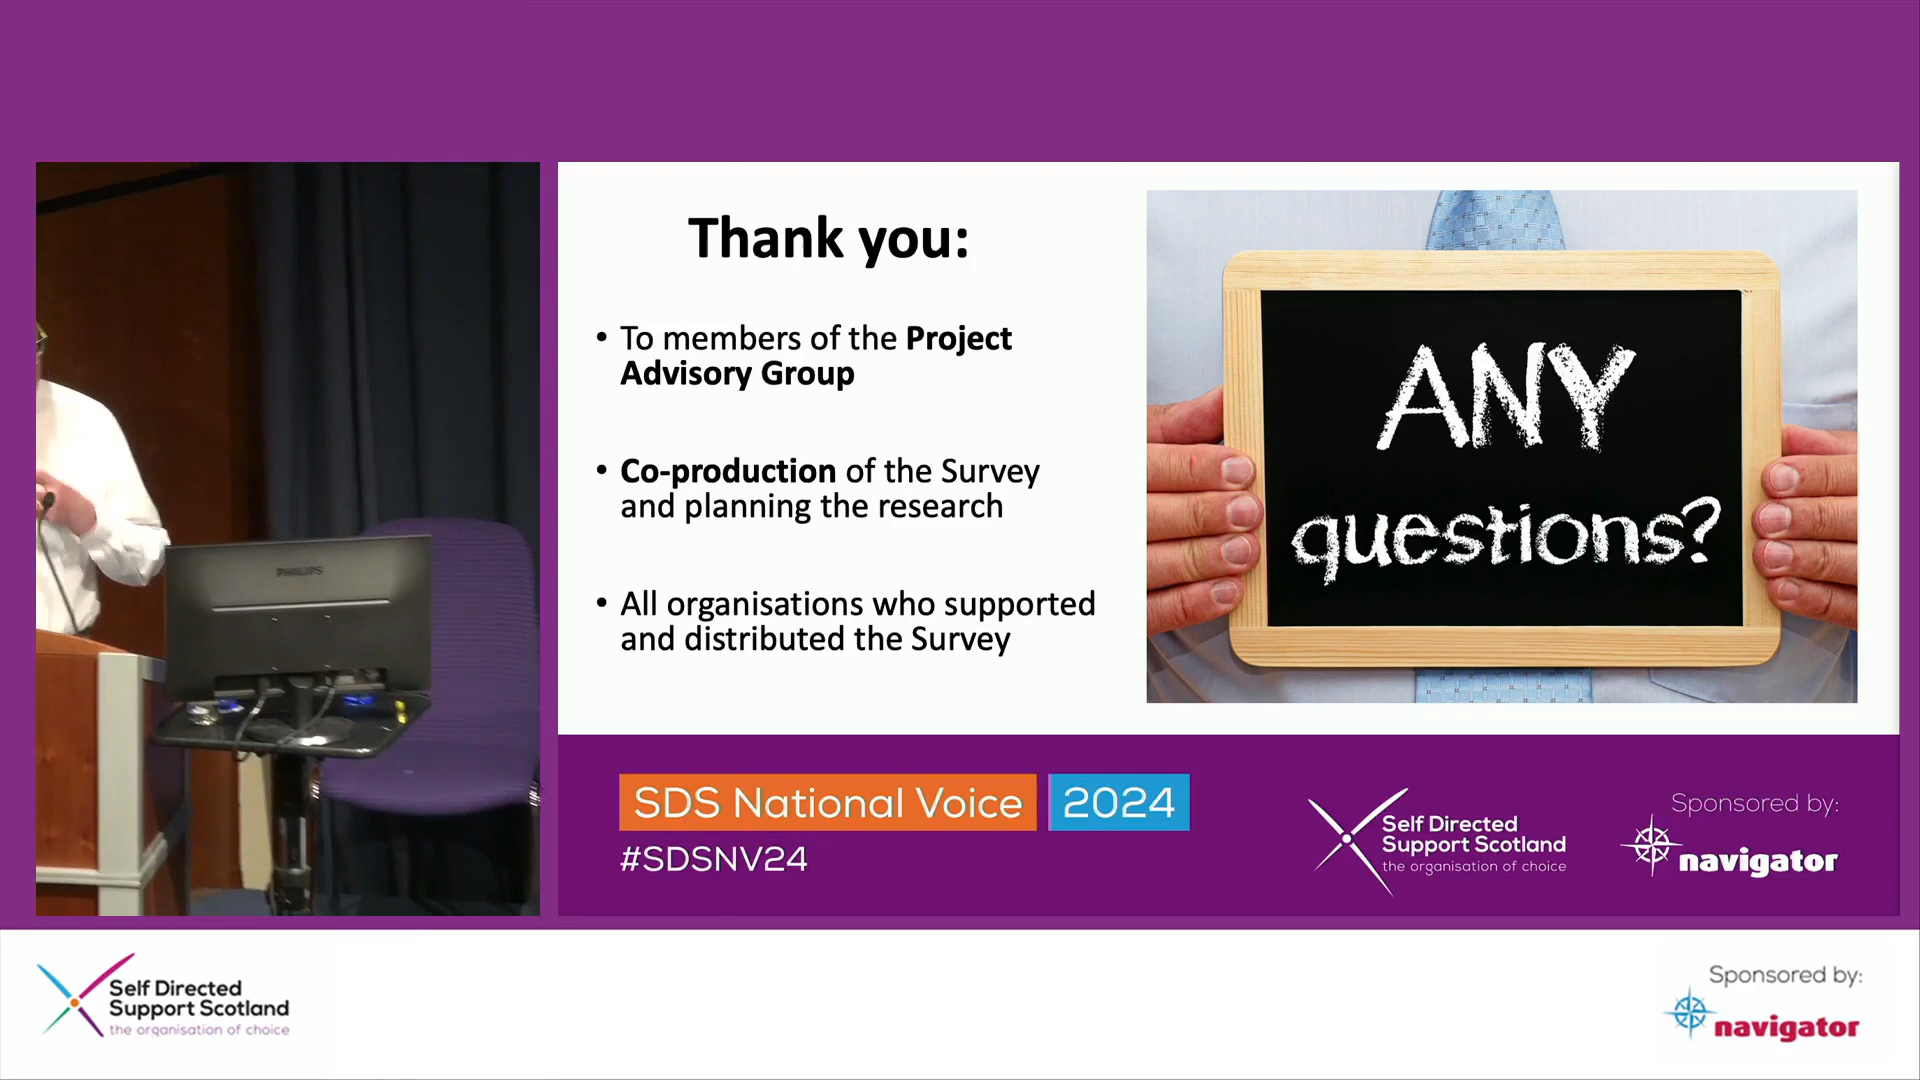 Thank you:
• To members of the Project
Advisory Group
• Co-production of the Survey
and planning the research
• All organisations who supported
and distributed the Survey
ANY
questions?
PHILIPS
SDS National Voice 2024
#SDSNV24
Self Directed
Support Scotland
the organisation of choice
Sponsored by:
navigator
Self Directed
Support Scotland
the organisation of choice
Sponsored by:
navigator